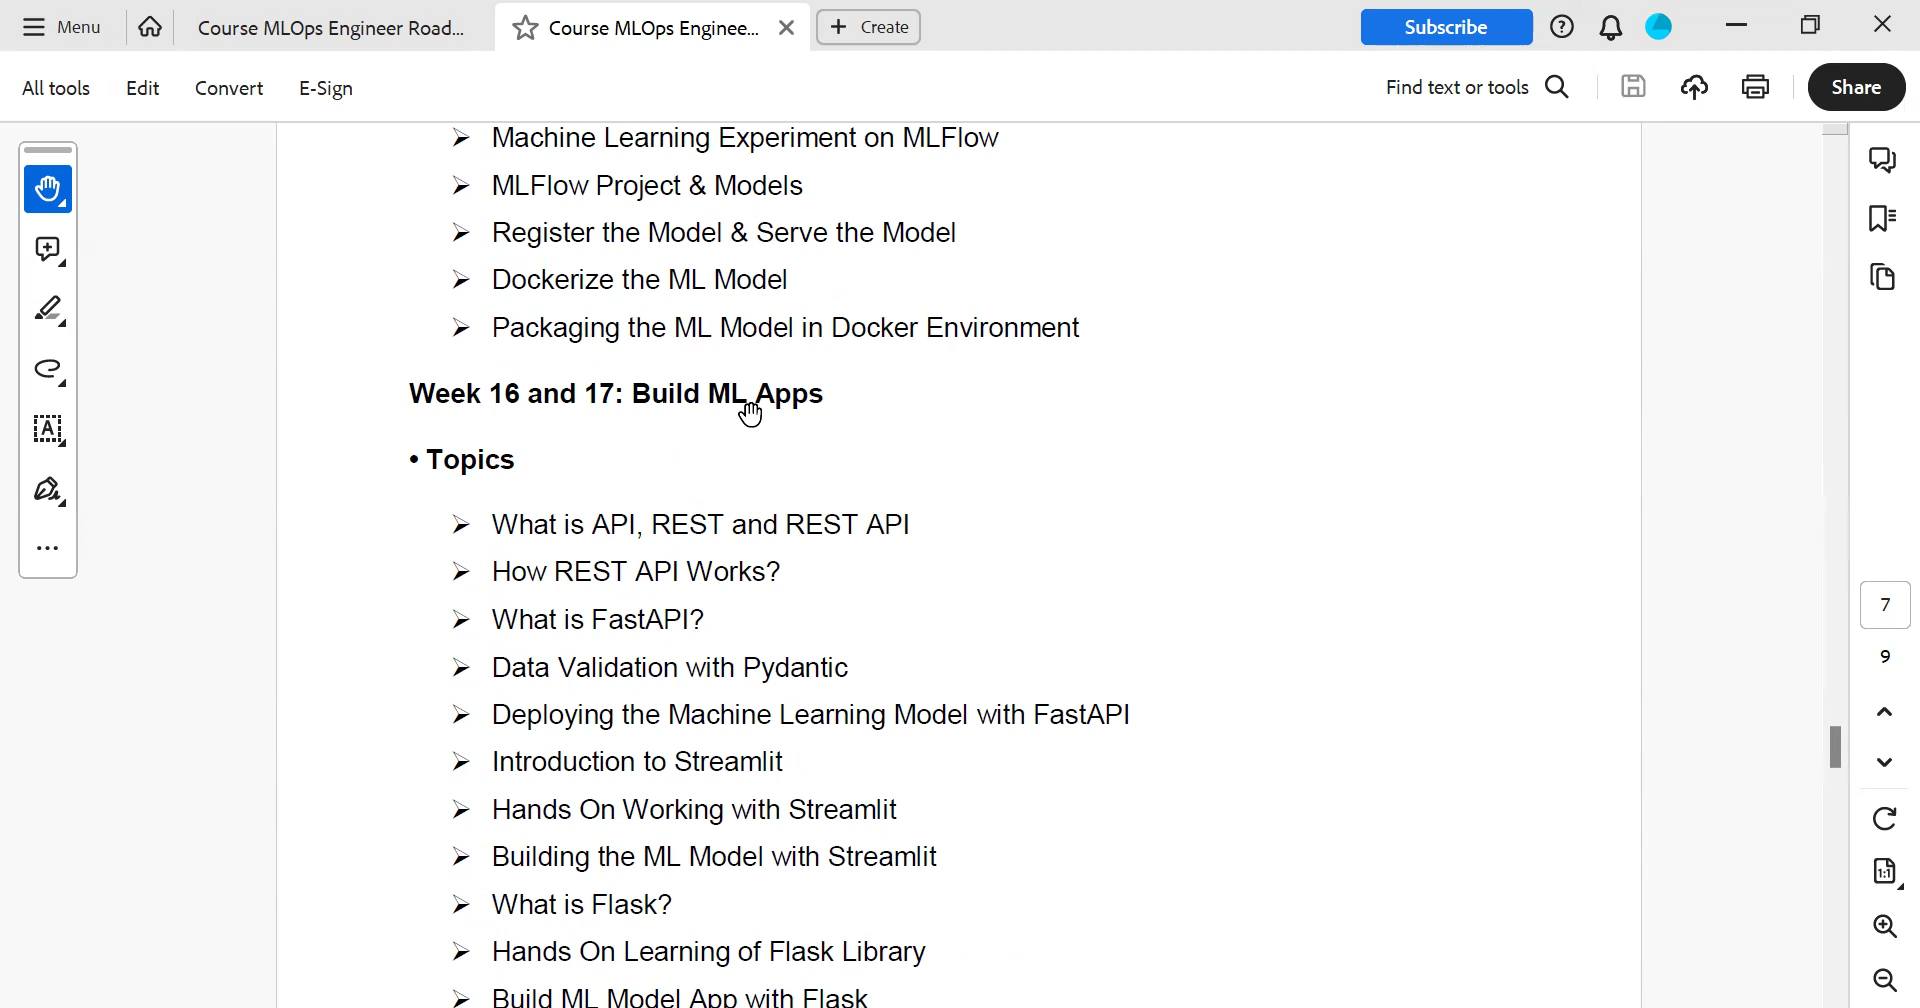 Menu
Course MLOps Engineer Road...
Course MLOps Enginee...
Create
Subscribe
All tools
Edit
Convert
E-Sign
Find text or tools
Share
➢ Machine Learning Experiment on MLFlow
➢ MLFlow Project & Models
➢ Register the Model & Serve the Model
➢ Dockerize the ML Model
➢ Packaging the ML Model in Docker Environment
Week 16 and 17: Build ML Apps
• Topics
➢ What is API, REST and REST API
➢ How REST API Works?
➢ What is FastAPI?
➢ Data Validation with Pydantic
➢ Deploying the Machine Learning Model with FastAPI
➢ Introduction to Streamlit
➢ Hands On Working with Streamlit
➢ Building the ML Model with Streamlit
➢ What is Flask?
➢ Hands On Learning of Flask Library
➢ Build ML Model App with Flask
7
9